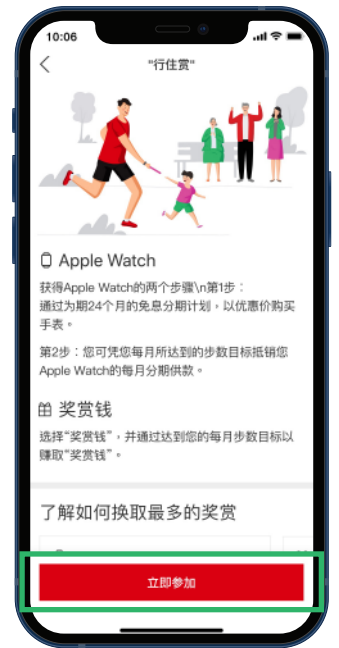 10:06
"行住赏"
Apple Watch
获得Apple Watch的两个步骤\n第1步：
通过为期24个月的免息分期计划，以优惠价购买
手表。
第2步：您可凭您每月所达到的步数目标抵销您
Apple Watch的每月分期供款。
奖赏钱
选择“奖赏钱”，并通过达到您的每月步数目标以
赚取“奖赏钱”。
了解如何换取最多的奖赏
立即参加